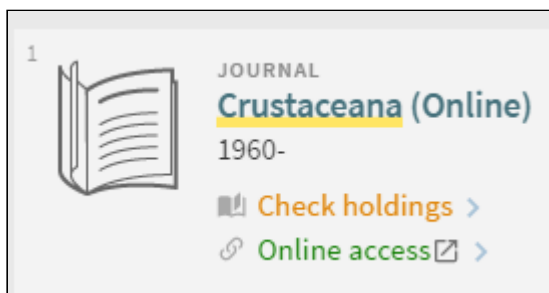 1
JOURNAL
Crustaceana (Online)
1960-
Check holdings >
Online access >